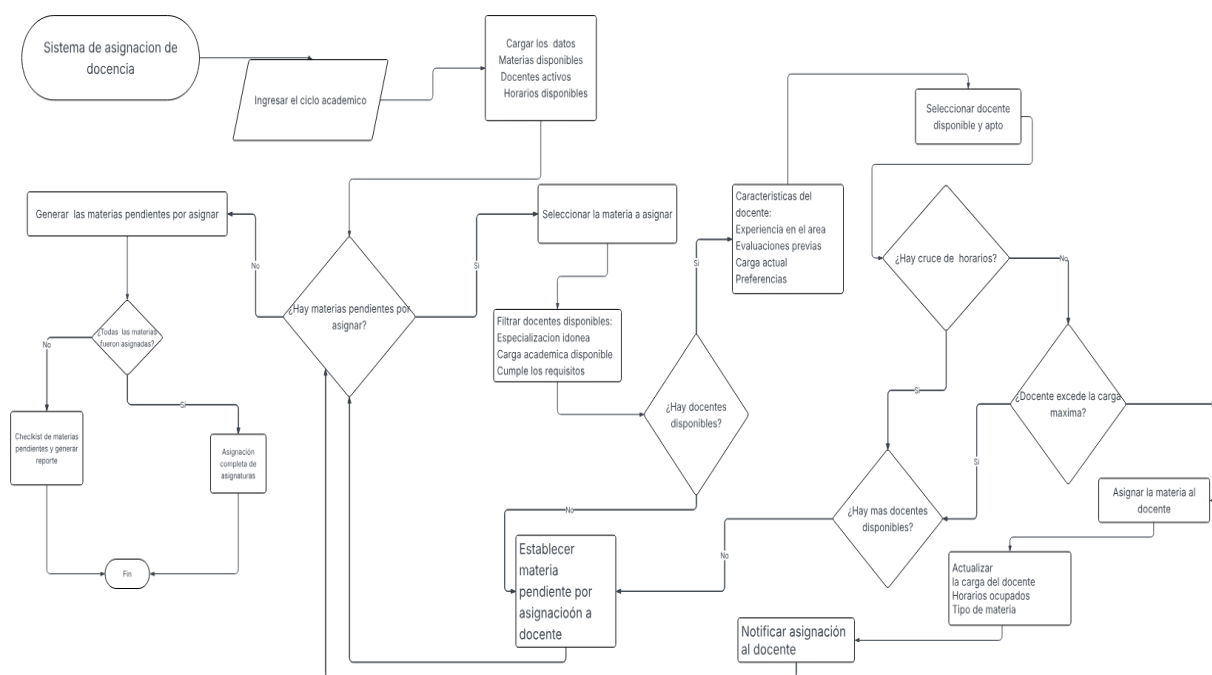 Sistema de asignacion de
docencia
Ingresar el ciclo academico
Cargar los datos
Materias disponibles
Docentes activos
Horarios disponibles
Seleccionar docente
disponible y apto
Generar las materias pendientes por asignar
Seleccionar la materia a asignar
Caracteristicas del
docente:
Experiencia en el area
Evaluaciones previas
Carga actual
Preferencias
¿Hay cruce de horarios?
No
No
Si
Si
¿Hay materias pendientes por
asignar?
Filtrar docentes disponibles:
Especializacion idonea
Carga academica disponible
Cumple los requisitos
¿Todas las materias
fueron asignadas?
No
Si
¿Hay docentes
disponibles?
Si
¿Docente excede la carga
maxima?
Checlkist de materias
pendientes y generar
reporte
Asignación
completa de
asignaturas
Si
No
¿Hay mas docentes
disponibles?
Asignar la materia al
docente
No
Establecer
materia
pendiente por
asignacioón a
docente
Actualizar
la carga del docente
Horarios ocupados
Tipo de materia
Fin
Notificar asignación
al docente